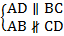 AD ∥ BC
AB ∦ CD